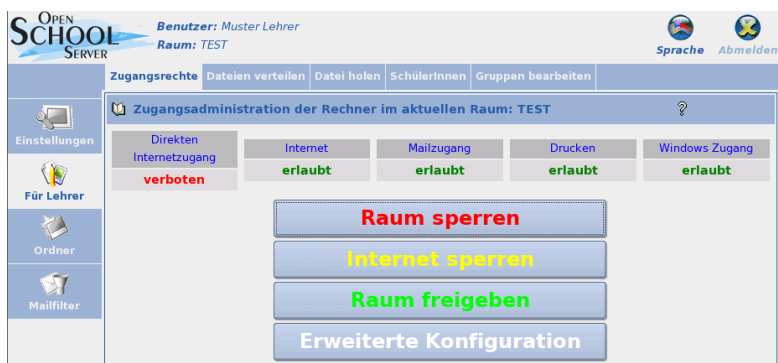 OPEN SCHOOL SERVER
Benutzer: Muster Lehrer
Raum: TEST
Sprache Abmelden
Zugangsrechte Dateien verteilen Datei holen SchülerInnen Gruppen bearbeiten
Zugangsadministration der Rechner im aktuellen Raum: TEST ?
Einstellungen
Für Lehrer
Ordner
Mailfilter
Direkten Internetzugang Internet Mailzugang Drucken Windows Zugang
verboten erlaubt erlaubt erlaubt erlaubt
Raum sperren
Internet sperren
Raum freigeben
Erweiterte Konfiguration